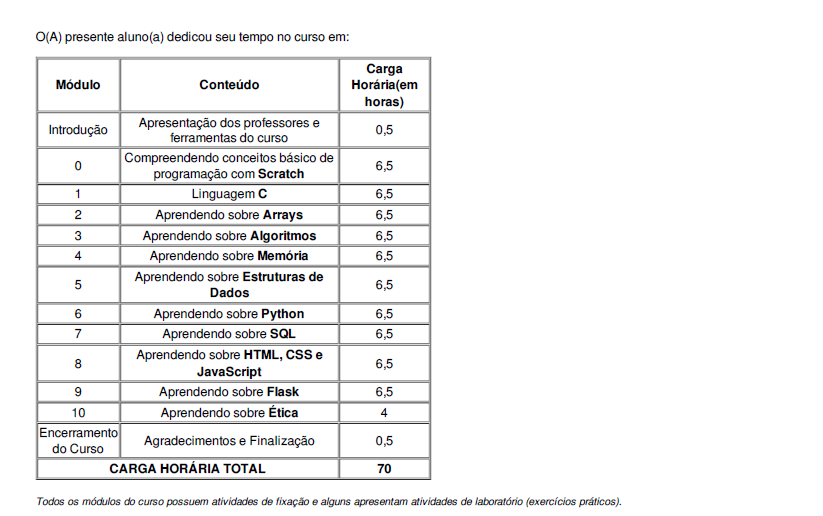 O(A) presente aluno(a) dedicou seu tempo no curso em:
Módulo Conteúdo Carga Horária(em horas)
Introdução Apresentação dos professores e ferramentas do curso 0,5
0 Compreendendo conceitos básico de programação com Scratch 6,5
1 Linguagem C 6,5
2 Aprendendo sobre Arrays 6,5
3 Aprendendo sobre Algoritmos 6,5
4 Aprendendo sobre Memória 6,5
5 Aprendendo sobre Estruturas de Dados 6,5
6 Aprendendo sobre Python 6,5
7 Aprendendo sobre SQL 6,5
8 Aprendendo sobre HTML, CSS e JavaScript 6,5
9 Aprendendo sobre Flask 6,5
10 Aprendendo sobre Ética 4
Encerramento do Curso Agradecimentos e Finalização 0,5
CARGA HORÁRIA TOTAL 70
Todos os módulos do curso possuem atividades de fixação e alguns apresentam atividades de laboratório (exercícios práticos).